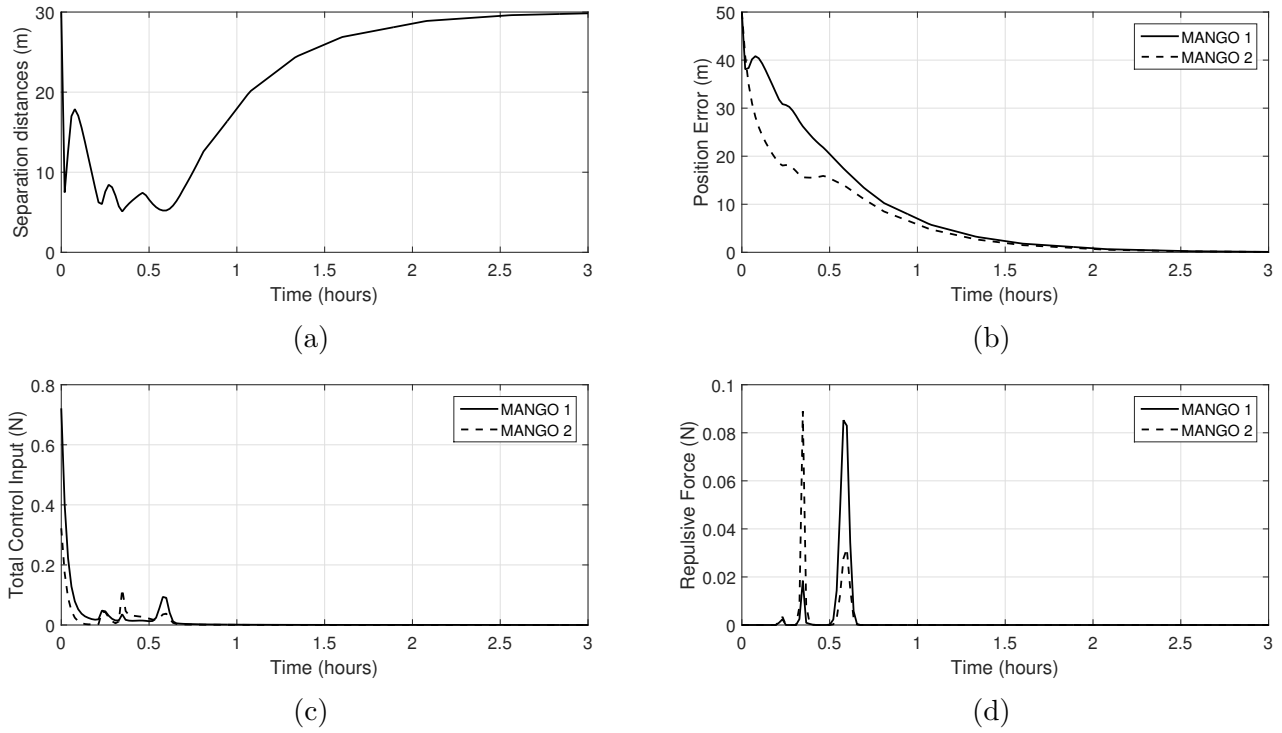 Separation distances (m)
30
20
10
0
0 0.5 1 1.5 2 2.5 3
Time (hours)
(a)
Position Error (m)
50
40
30
20
10
0
0 0.5 1 1.5 2 2.5 3
Time (hours)
MANGO 1
MANGO 2
(b)
Total Control Input (N)
0.8
0.6
0.4
0.2
0
0 0.5 1 1.5 2 2.5 3
Time (hours)
MANGO 1
MANGO 2
(c)
Repulsive Force (N)
0.1
0.08
0.06
0.04
0.02
0
0 0.5 1 1.5 2 2.5 3
Time (hours)
MANGO 1
MANGO 2
(d)